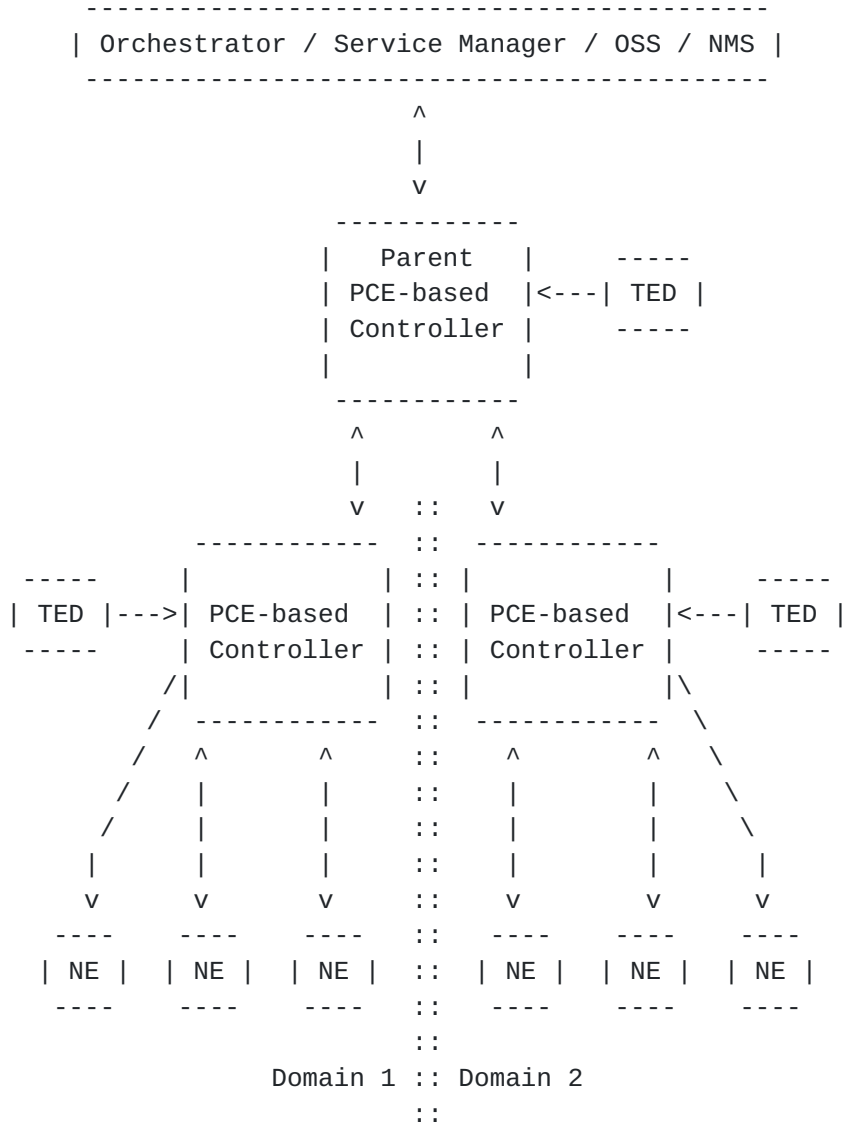 Orchestrator / Service Manager / OSS / NMS
Parent
PCE-based TED
Controller
TED PCE-based PCE-based TED
Controller Controller
NE NE NE NE NE NE
Domain 1 :: Domain 2